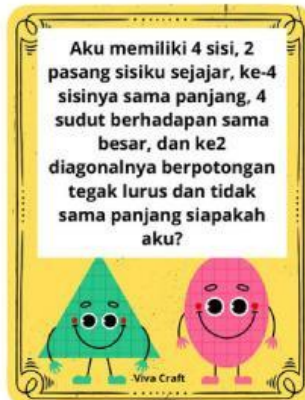 Aku memiliki 4 sisi, 2
pasang sisiku sejajar, ke-4
sisinya sama panjang, 4
sudut berhadapan sama
besar, dan ke2
diagonalnya berpotongan
tegak lurus dan tidak
sama panjang siapakah
aku?
Viva Craft